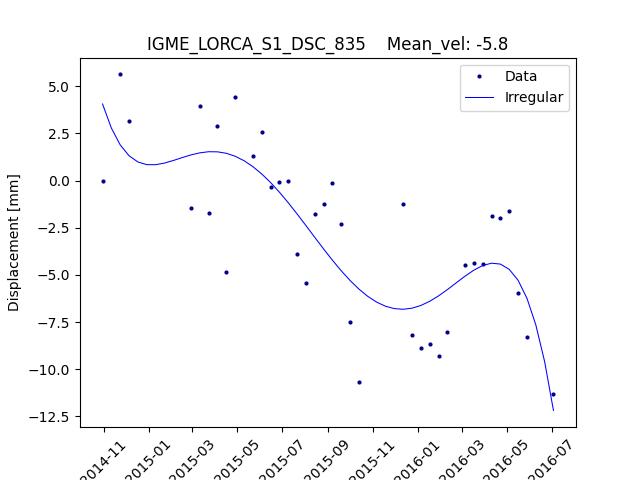 IGME_LORCA_S1_DSC_835    Mean_vel: -5.8
Data
Irregular
Displacement [mm]
5.0
2.5
0.0
−2.5
−5.0
−7.5
−10.0
−12.5
2014-11 2015-01 2015-03 2015-05 2015-07 2015-09 2015-11 2016-01 2016-03 2016-05 2016-07